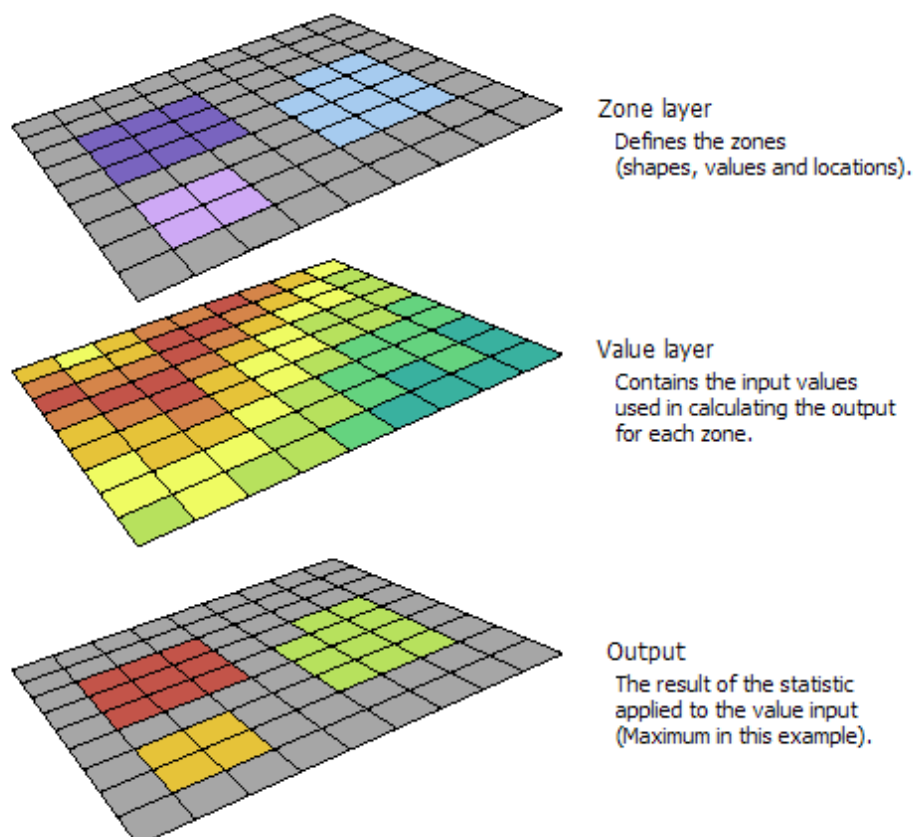 Zone layer
Defines the zones
(shapes, values and locations).
Value layer
Contains the input values
used in calculating the output
for each zone.
Output
The result of the statistic
applied to the value input
(Maximum in this example).